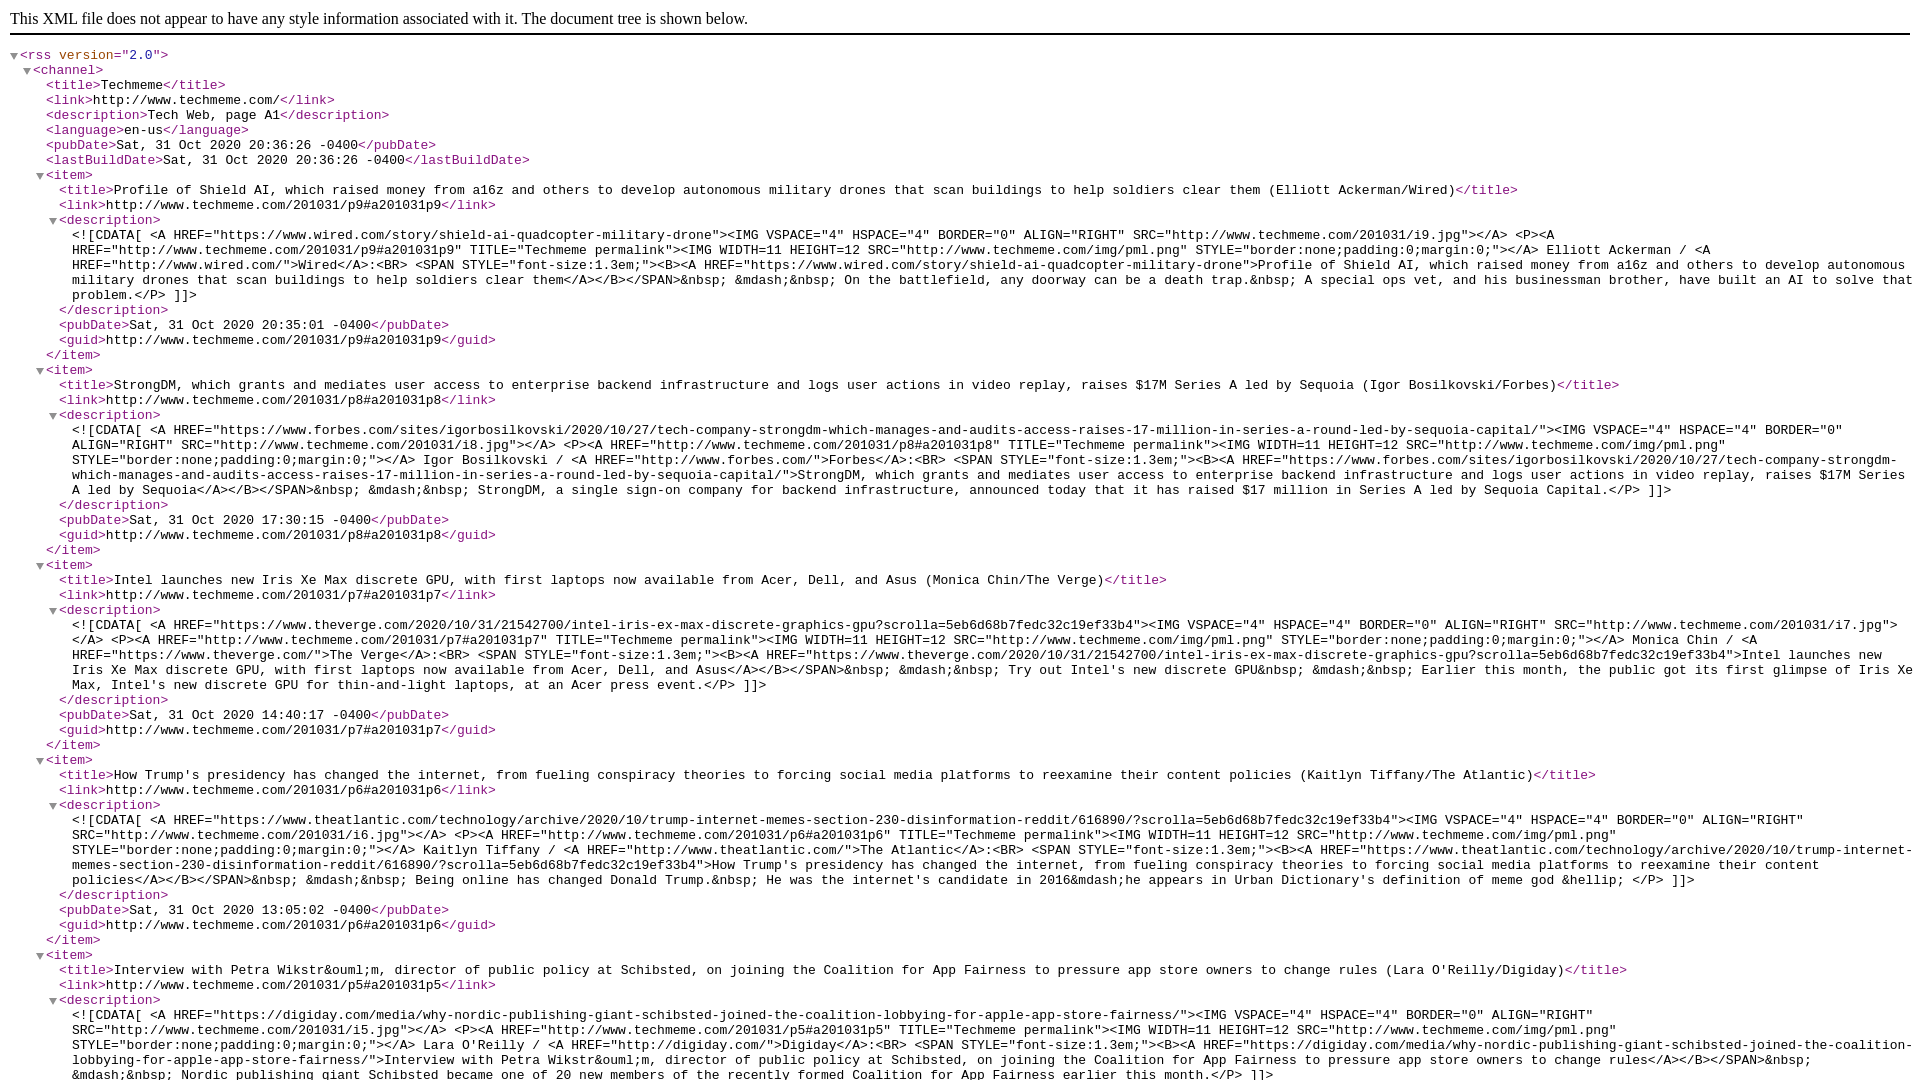 This XML file does not appear to have any style information associated with it. The document tree is shown below.
<rss version="2.0">
<channel>
<title>Techmeme</title>
<link>http://www.techmeme.com/</link>
<description>Tech Web, page A1</description>
<language>en-us</language>
<pubDate>Sat, 31 Oct 2020 20:36:26 -0400</pubDate>
<lastBuildDate>Sat, 31 Oct 2020 20:36:26 -0400</lastBuildDate>
<item>
<title>Profile of Shield AI, which raised money from a16z and others to develop autonomous military drones that scan buildings to help soldiers clear them (Elliott Ackerman/Wired)</title>
<link>http://www.techmeme.com/201031/p9#a201031p9</link>
<description>
<![CDATA[ <A HREF="https://www.wired.com/story/shield-ai-quadcopter-military-drone"><IMG VSPACE="4" HSPACE="4" BORDER="0" ALIGN="RIGHT" SRC="http://www.techmeme.com/201031/i9.jpg"></A> <P><A
HREF="http://www.techmeme.com/201031/p9#a201031p9" TITLE="Techmeme permalink"><IMG WIDTH=11 HEIGHT=12 SRC="http://www.techmeme.com/img/pml.png" STYLE="border:none;padding:0;margin:0;"></A> Elliott Ackerman / <A
HREF="http://www.wired.com/">Wired</A>:<BR> <SPAN STYLE="font-size:1.3em;"><B><A HREF="https://www.wired.com/story/shield-ai-quadcopter-military-drone">Profile of Shield AI, which raised money from a16z and others to develop autonomous
military drones that scan buildings to help soldiers clear them</A></B></SPAN>&nbsp; &mdash;&nbsp; On the battlefield, any doorway can be a death trap.&nbsp; A special ops vet, and his businessman brother, have built an AI to solve that
problem.</P> ]]>
</description>
<pubDate>Sat, 31 Oct 2020 20:35:01 -0400</pubDate>
<guid>http://www.techmeme.com/201031/p9#a201031p9</guid>
</item>
<item>
<title>StrongDM, which grants and mediates user access to enterprise backend infrastructure and logs user actions in video replay, raises $17M Series A led by Sequoia (Igor Bosilkovski/Forbes)</title>
<link>http://www.techmeme.com/201031/p8#a201031p8</link>
<description>
<![CDATA[ <A HREF="https://www.forbes.com/sites/igorbosilkovski/2020/10/27/tech-company-strongdm-which-manages-and-audits-access-raises-17-million-in-series-a-round-led-by-sequoia-capital/"><IMG VSPACE="4" HSPACE="4" BORDER="0"
ALIGN="RIGHT" SRC="http://www.techmeme.com/201031/i8.jpg"></A> <P><A HREF="http://www.techmeme.com/201031/p8#a201031p8" TITLE="Techmeme permalink"><IMG WIDTH=11 HEIGHT=12 SRC="http://www.techmeme.com/img/pml.png"
STYLE="border:none;padding:0;margin:0;"></A> Igor Bosilkovski / <A HREF="http://www.forbes.com/">Forbes</A>:<BR> <SPAN STYLE="font-size:1.3em;"><B><A HREF="https://www.forbes.com/sites/igorbosilkovski/2020/10/27/tech-company-strongdm-
which-manages-and-audits-access-raises-17-million-in-series-a-round-led-by-sequoia-capital/">StrongDM, which grants and mediates user access to enterprise backend infrastructure and logs user actions in video replay, raises $17M Series
A led by Sequoia</A></B></SPAN>&nbsp; &mdash;&nbsp; StrongDM, a single sign-on company for backend infrastructure, announced today that it has raised $17 million in Series A led by Sequoia Capital.</P> ]]>
</description>
<pubDate>Sat, 31 Oct 2020 17:30:15 -0400</pubDate>
<guid>http://www.techmeme.com/201031/p8#a201031p8</guid>
</item>
<item>
<title>Intel launches new Iris Xe Max discrete GPU, with first laptops now available from Acer, Dell, and Asus (Monica Chin/The Verge)</title>
<link>http://www.techmeme.com/201031/p7#a201031p7</link>
<description>
<![CDATA[ <A HREF="https://www.theverge.com/2020/10/31/21542700/intel-iris-ex-max-discrete-graphics-gpu?scrolla=5eb6d68b7fedc32c19ef33b4"><IMG VSPACE="4" HSPACE="4" BORDER="0" ALIGN="RIGHT" SRC="http://www.techmeme.com/201031/i7.jpg">
</A> <P><A HREF="http://www.techmeme.com/201031/p7#a201031p7" TITLE="Techmeme permalink"><IMG WIDTH=11 HEIGHT=12 SRC="http://www.techmeme.com/img/pml.png" STYLE="border:none;padding:0;margin:0;"></A> Monica Chin / <A
HREF="https://www.theverge.com/">The Verge</A>:<BR> <SPAN STYLE="font-size:1.3em;"><B><A HREF="https://www.theverge.com/2020/10/31/21542700/intel-iris-ex-max-discrete-graphics-gpu?scrolla=5eb6d68b7fedc32c19ef33b4">Intel launches new
Iris Xe Max discrete GPU, with first laptops now available from Acer, Dell, and Asus</A></B></SPAN>&nbsp; &mdash;&nbsp; Try out Intel's new discrete GPU&nbsp; &mdash;&nbsp; Earlier this month, the public got its first glimpse of Iris Xe
Max, Intel's new discrete GPU for thin-and-light laptops, at an Acer press event.</P> ]]>
</description>
<pubDate>Sat, 31 Oct 2020 14:40:17 -0400</pubDate>
<guid>http://www.techmeme.com/201031/p7#a201031p7</guid>
</item>
<item>
<title>How Trump's presidency has changed the internet, from fueling conspiracy theories to forcing social media platforms to reexamine their content policies (Kaitlyn Tiffany/The Atlantic)</title>
<link>http://www.techmeme.com/201031/p6#a201031p6</link>
<description>
<![CDATA[ <A HREF="https://www.theatlantic.com/technology/archive/2020/10/trump-internet-memes-section-230-disinformation-reddit/616890/?scrolla=5eb6d68b7fedc32c19ef33b4"><IMG VSPACE="4" HSPACE="4" BORDER="0" ALIGN="RIGHT"
SRC="http://www.techmeme.com/201031/i6.jpg"></A> <P><A HREF="http://www.techmeme.com/201031/p6#a201031p6" TITLE="Techmeme permalink"><IMG WIDTH=11 HEIGHT=12 SRC="http://www.techmeme.com/img/pml.png"
STYLE="border:none;padding:0;margin:0;"></A> Kaitlyn Tiffany / <A HREF="http://www.theatlantic.com/">The Atlantic</A>:<BR> <SPAN STYLE="font-size:1.3em;"><B><A HREF="https://www.theatlantic.com/technology/archive/2020/10/trump-internet-
memes-section-230-disinformation-reddit/616890/?scrolla=5eb6d68b7fedc32c19ef33b4">How Trump's presidency has changed the internet, from fueling conspiracy theories to forcing social media platforms to reexamine their content
policies</A></B></SPAN>&nbsp; &mdash;&nbsp; Being online has changed Donald Trump.&nbsp; He was the internet's candidate in 2016&mdash;he appears in Urban Dictionary's definition of meme god &hellip; </P> ]]>
</description>
<pubDate>Sat, 31 Oct 2020 13:05:02 -0400</pubDate>
<guid>http://www.techmeme.com/201031/p6#a201031p6</guid>
</item>
<item>
<title>Interview with Petra Wikstr&ouml;m, director of public policy at Schibsted, on joining the Coalition for App Fairness to pressure app store owners to change rules (Lara O'Reilly/Digiday)</title>
<link>http://www.techmeme.com/201031/p5#a201031p5</link>
<description>
<![CDATA[ <A HREF="https://digiday.com/media/why-nordic-publishing-giant-schibsted-joined-the-coalition-lobbying-for-apple-app-store-fairness/"><IMG VSPACE="4" HSPACE="4" BORDER="0" ALIGN="RIGHT"
SRC="http://www.techmeme.com/201031/i5.jpg"></A> <P><A HREF="http://www.techmeme.com/201031/p5#a201031p5" TITLE="Techmeme permalink"><IMG WIDTH=11 HEIGHT=12 SRC="http://www.techmeme.com/img/pml.png"
STYLE="border:none;padding:0;margin:0;"></A> Lara O'Reilly / <A HREF="http://digiday.com/">Digiday</A>:<BR> <SPAN STYLE="font-size:1.3em;"><B><A HREF="https://digiday.com/media/why-nordic-publishing-giant-schibsted-joined-the-coalition-
lobbying-for-apple-app-store-fairness/">Interview with Petra Wikstr&ouml;m, director of public policy at Schibsted, on joining the Coalition for App Fairness to pressure app store owners to change rules</A></B></SPAN>&nbsp;
&mdash;&nbsp; Nordic publishing giant Schibsted became one of 20 new members of the recently formed Coalition for App Fairness earlier this month.</P> ]]>